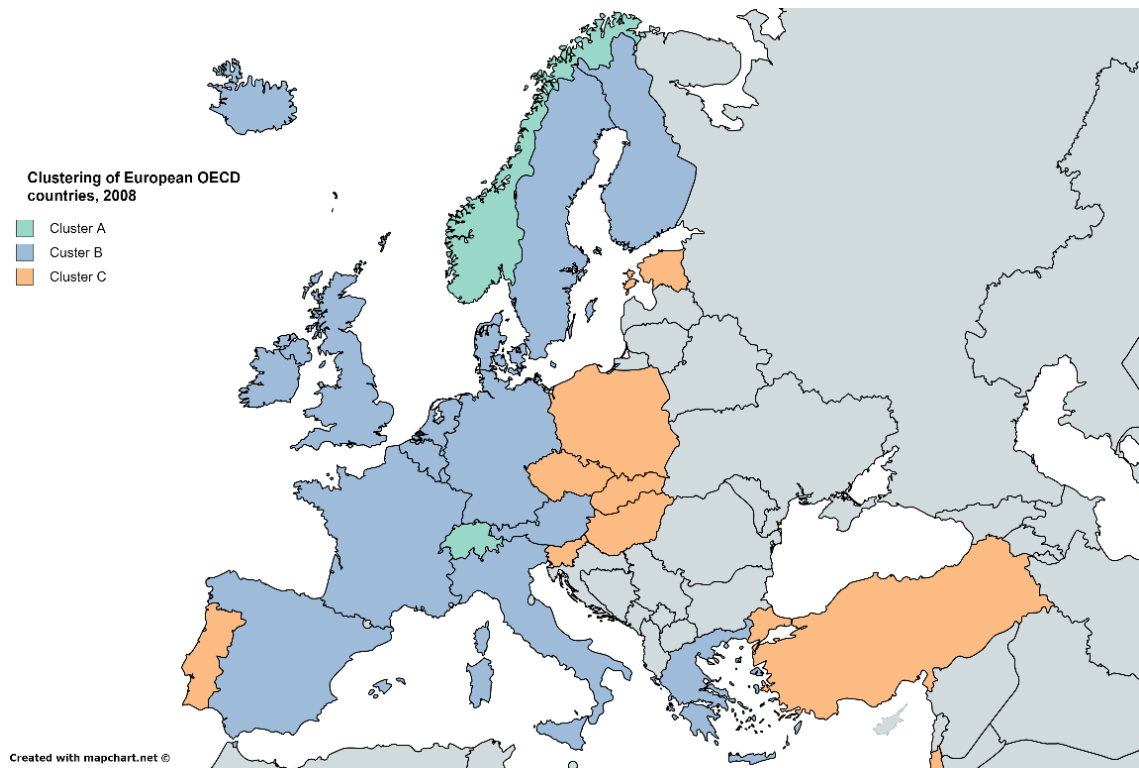 Clustering of European OECD
countries, 2008
Cluster A
Custer B
Cluster C
Created with mapchart.net ©